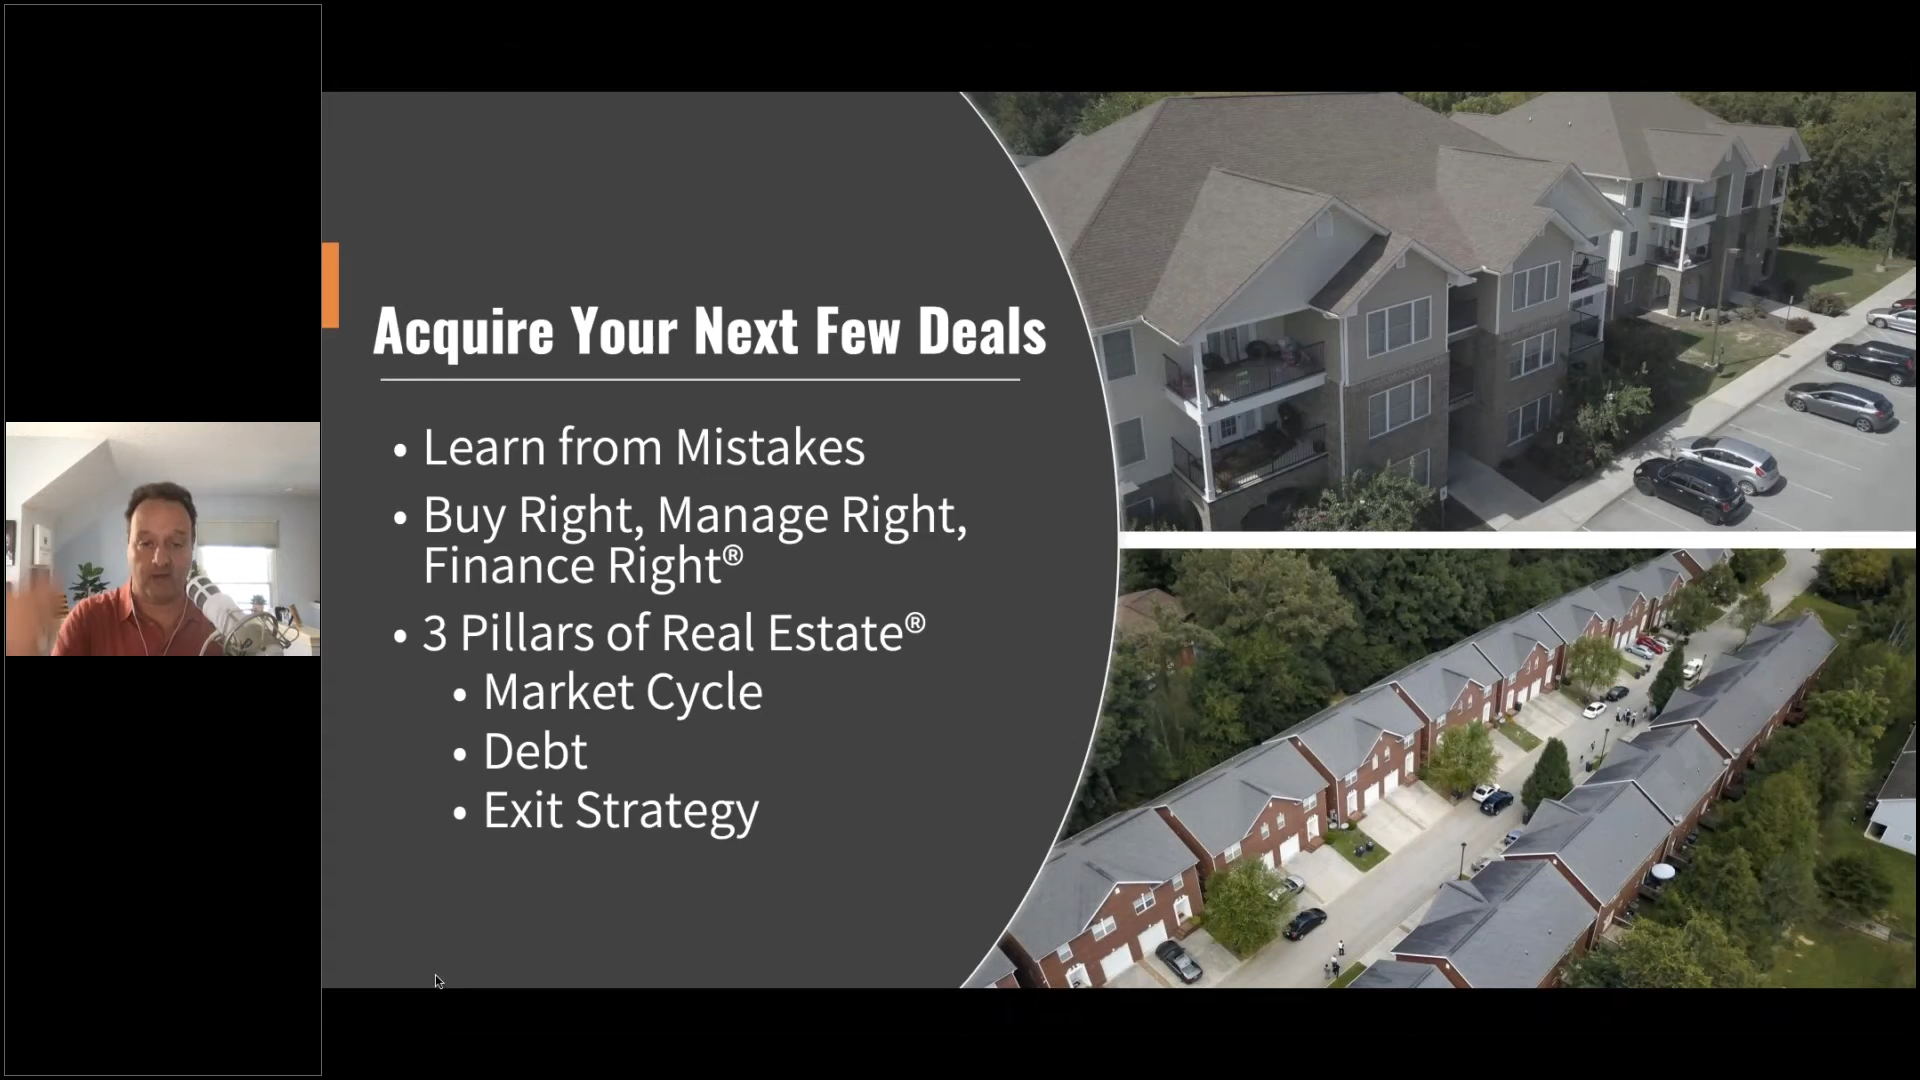 Acquire Your Next Few Deals
• Learn from Mistakes
• Buy Right, Manage Right,
Finance Right®
• 3 Pillars of Real Estate®
• Market Cycle
• Debt
• Exit Strategy